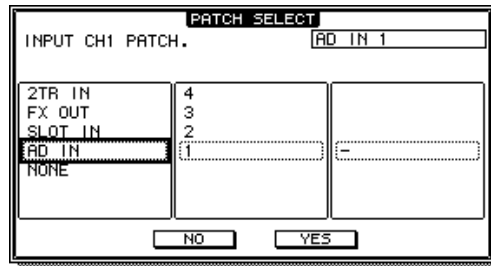 PATCH SELECT
INPUT CH1 PATCH.
AD IN 1
2TR IN
FX OUT
SLOT IN
AD IN
NONE
4
3
2
1
-
NO
YES